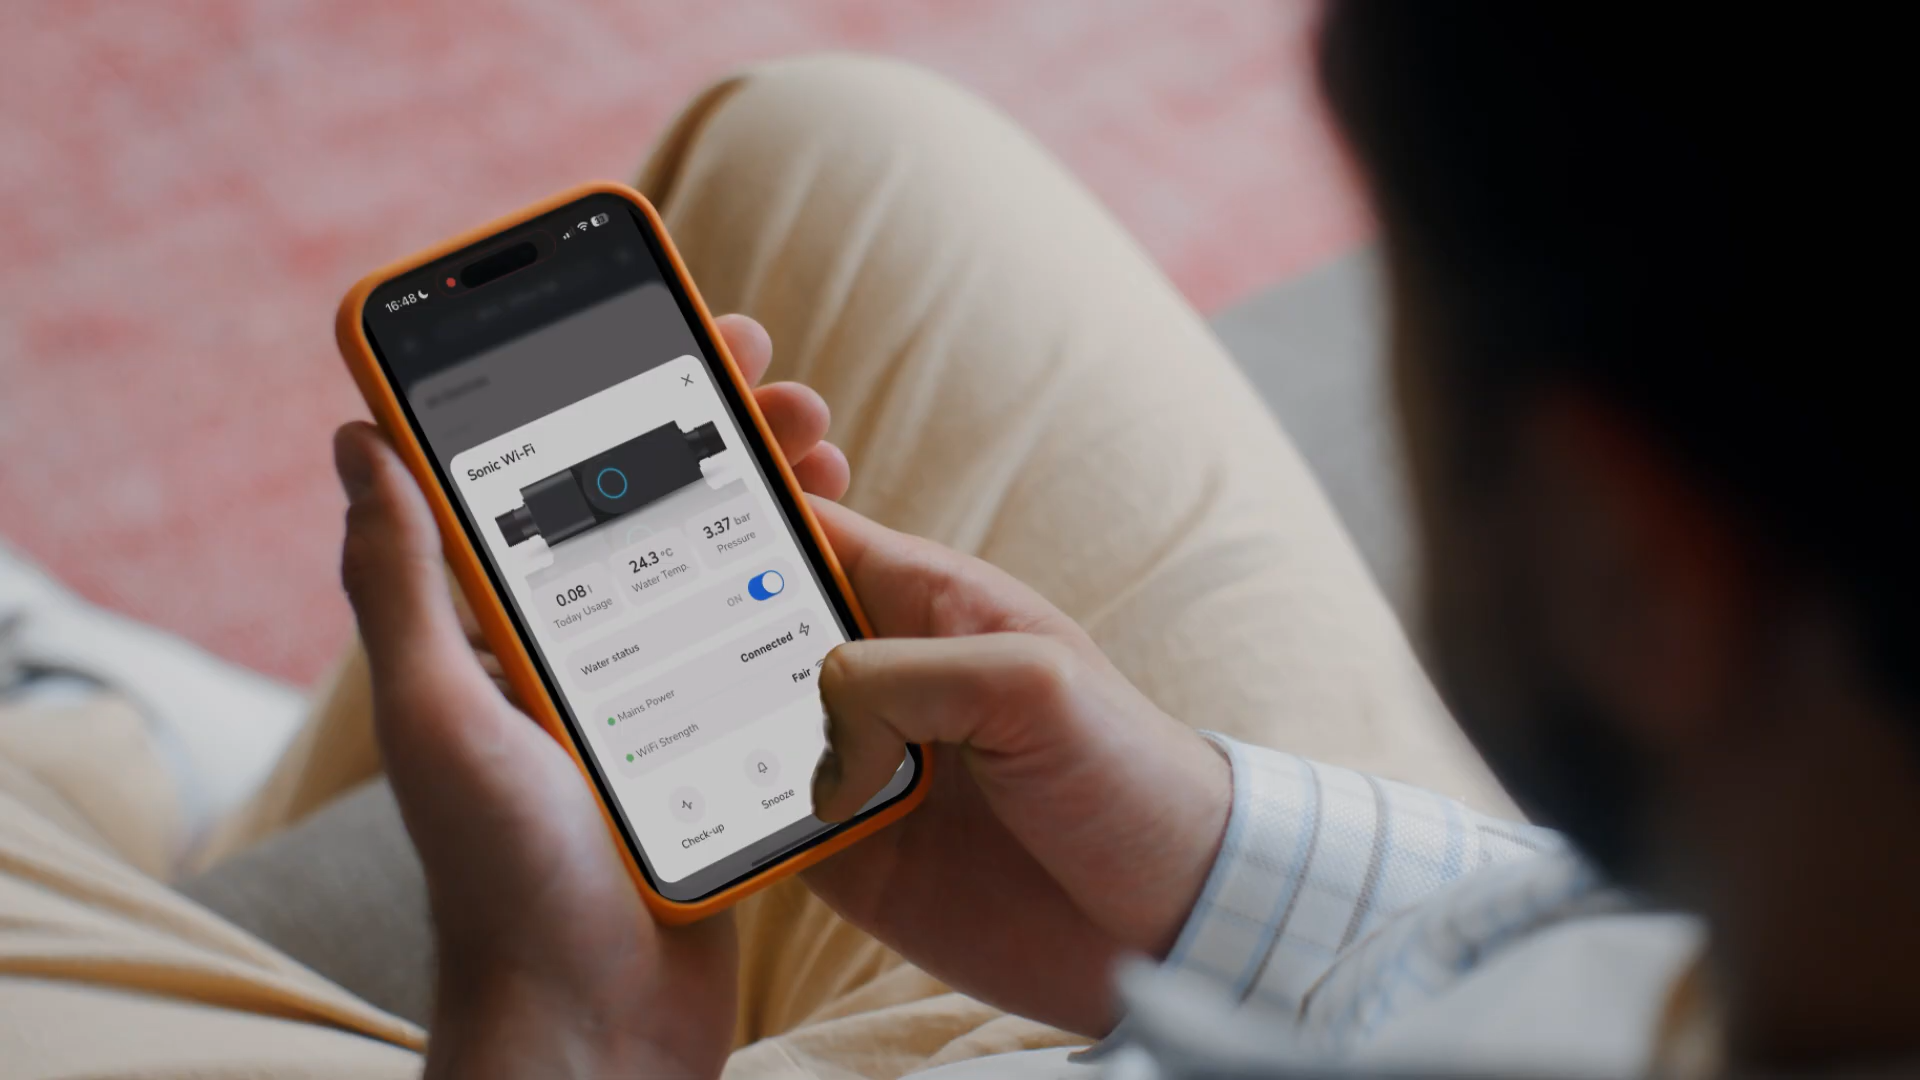 16:48
Sonic Wi-Fi
0.08 l
Today Usage
24.3 °C
Water Temp.
3.37 bar
Pressure
Water status
ON
Mains Power
Connected
WiFi Strength
Fair
Check-up
Snooze